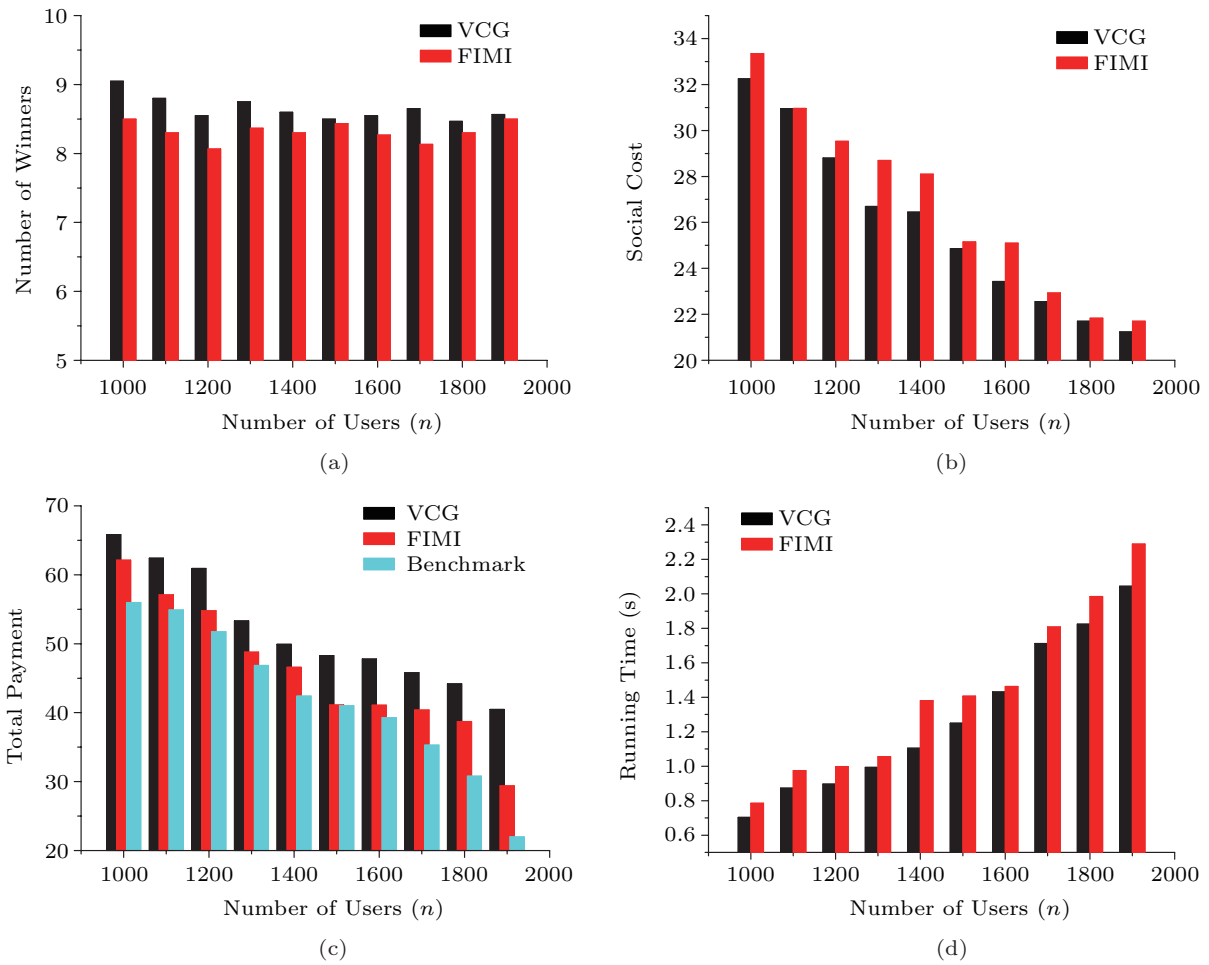 10
9
8
7
6
5
Number of Winners
VCG
FIMI
1000 1200 1400 1600 1800 2000
Number of Users (n)
(a)
34
32
30
28
26
24
22
20
Social Cost
VCG
FIMI
1000 1200 1400 1600 1800 2000
Number of Users (n)
(b)
70
60
50
40
30
20
Total Payment
VCG
FIMI
Benchmark
1000 1200 1400 1600 1800 2000
Number of Users (n)
(c)
2.4
2.2
2.0
1.8
1.6
1.4
1.2
1.0
0.8
0.6
Running Time (s)
VCG
FIMI
1000 1200 1400 1600 1800 2000
Number of Users (n)
(d)